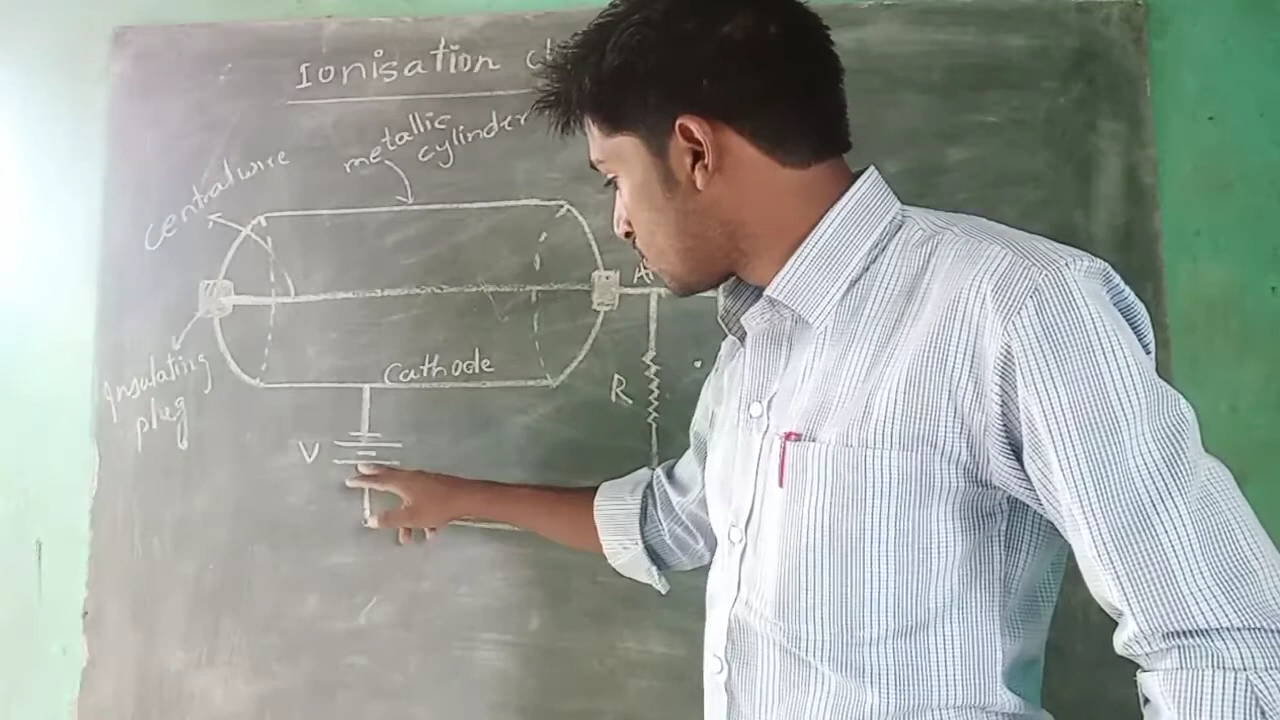 Ionisation c
metallic
cylinder
central wire
A
Insulating
plug
Cathode
R
V